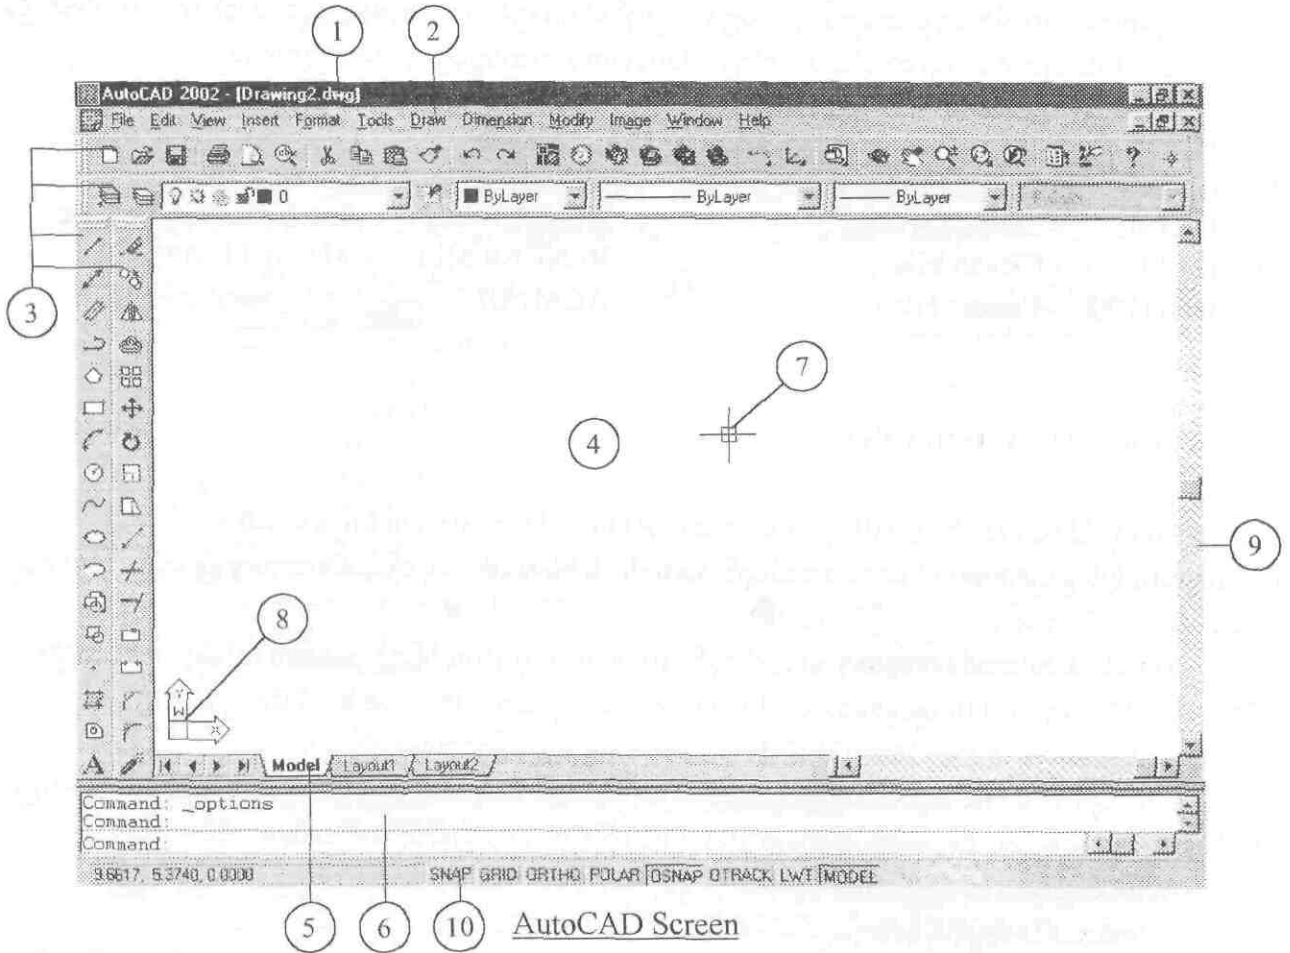 1 2
AutoCAD 2002 - [Drawing2.dwg]
File Edit View Insert Format Tools Draw Dimension Modify Image Window Help
0 ByLayer ByLayer ByLayer
3
7
4
9
8
Y
W
X
A
Model Layout1 Layout2
Command: _options
Command:
Command:
9.6617, 5.3740, 0.0000 SNAP GRID ORTHO POLAR OSNAP OTRACK LWT MODEL
5 6 10 AutoCAD Screen